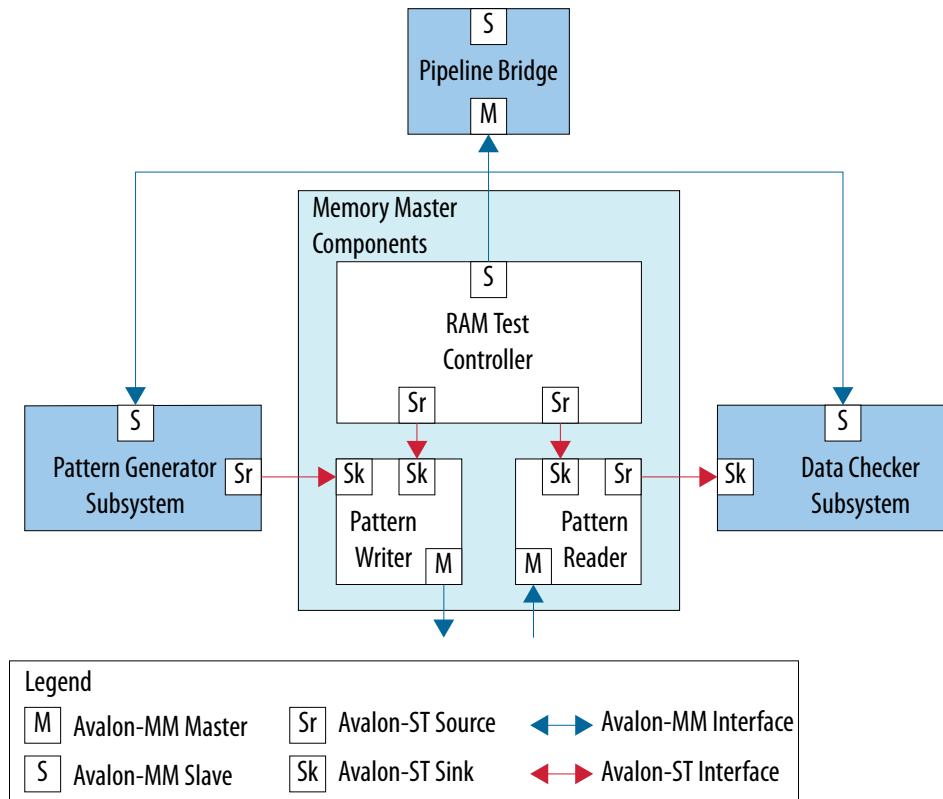 S
Pipeline Bridge
M
Memory Master
Components
S
RAM Test
Controller
Sr
Sr
S
Pattern Generator
Subsystem
Sr
Sk
Sk
Pattern
Writer
M
Sk
Sr
Pattern
Reader
M
S
Sk
Data Checker
Subsystem
Legend
M Avalon-MM Master
Sr Avalon-ST Source
Avalon-MM Interface
S Avalon-MM Slave
Sk Avalon-ST Sink
Avalon-ST Interface